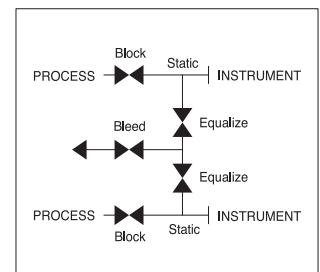 Block
Static
PROCESS
INSTRUMENT
Equalize
Bleed
Equalize
PROCESS
INSTRUMENT
Block
Static